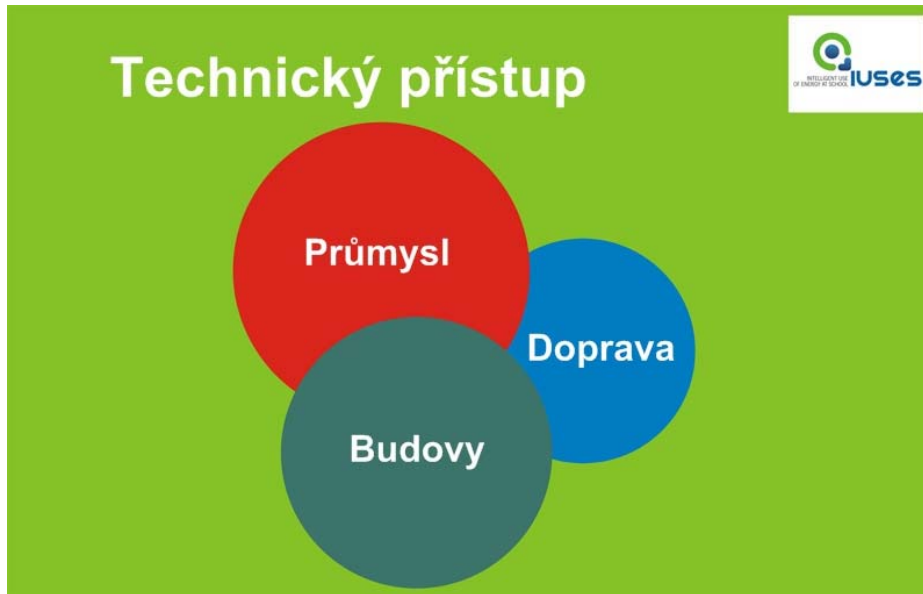 Technický přístup
INTELLIGENT USE
OF ENERGY AT SCHOOL
IUSES
Průmysl
Doprava
Budovy